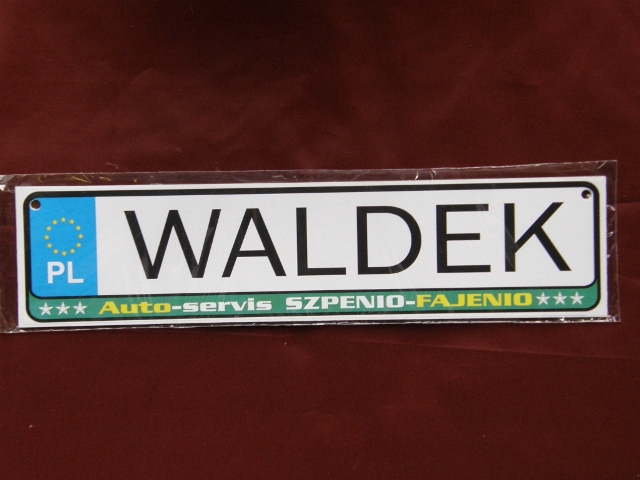 WALDEK
PL
Auto-servis SZPENIO-FAJENIO